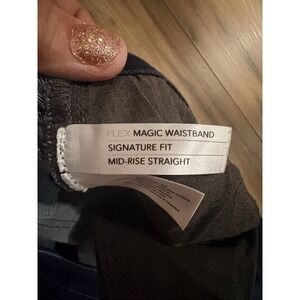 FLEX MAGIC WAISTBAND
SIGNATURE FIT
MID-RISE STRAIGHT